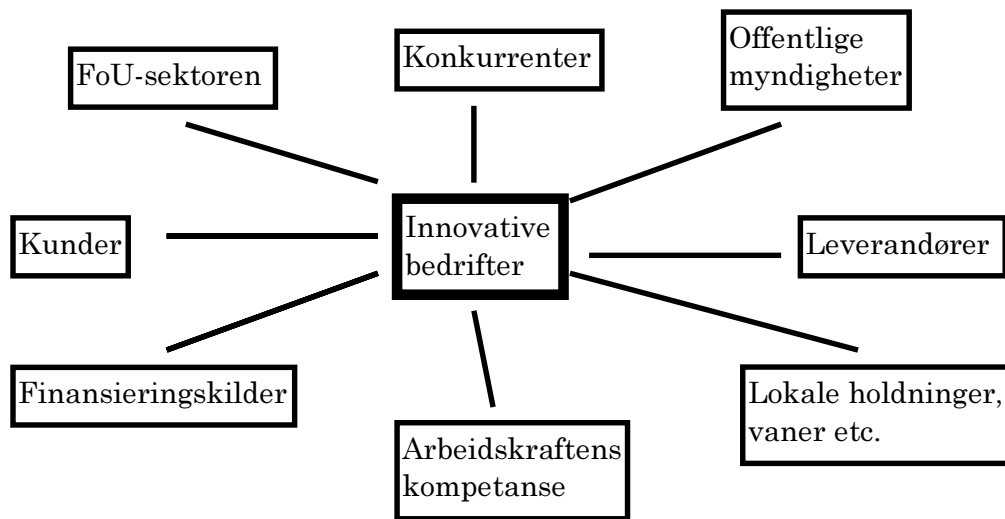 FoU-sektoren
Konkurrenter
Offentlige
myndigheter
Kunder
Innovative
bedrifter
Leverandører
Finansieringskilder
Arbeidskraftens
kompetanse
Lokale holdninger,
vaner etc.